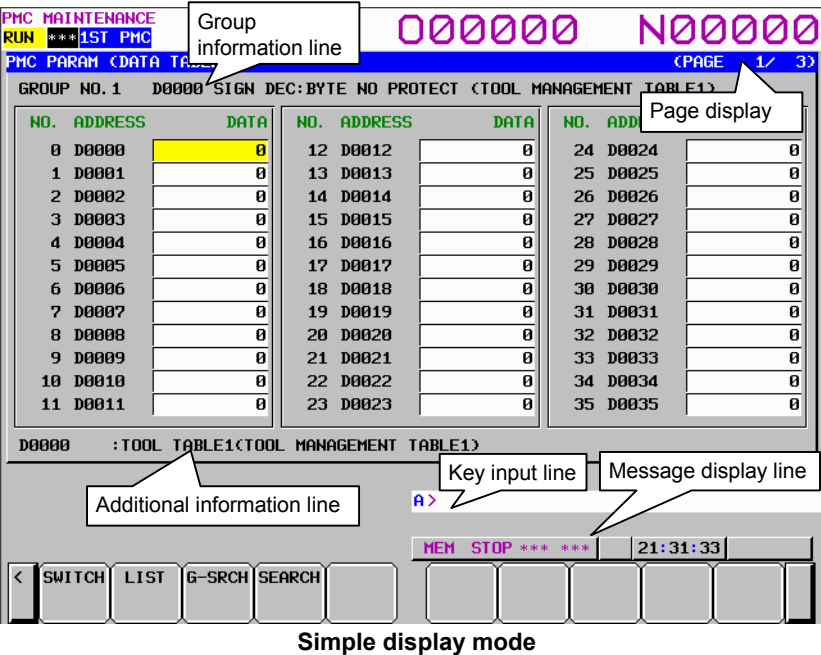 PMC MAINTENANCE
RUN *** 1ST PMC
O00000 N00000
Group
information line
PMC PARAM (DATA (PAGE 1/ 3)
GROUP NO. 1 D0000 SIGN DEC:BYTE NO PROTECT (TOOL MANAGEMENT TABLE1)
Page display
NO. ADDRESS DATA NO. ADDRESS DATA NO.
0 D0000 0 12 D0012 0 24 D0024 0
1 D0001 0 13 D0013 0 25 D0025 0
2 D0002 0 14 D0014 0 26 D0026 0
3 D0003 0 15 D0015 0 27 D0027 0
4 D0004 0 16 D0016 0 28 D0028 0
5 D0005 0 17 D0017 0 29 D0029 0
6 D0006 0 18 D0018 0 30 D0030 0
7 D0007 0 19 D0019 0 31 D0031 0
8 D0008 0 20 D0020 0 32 D0032 0
9 D0009 0 21 D0021 0 33 D0033 0
10 D0010 0 22 D0022 0 34 D0034 0
11 D0011 0 23 D0023 0 35 D0035 0
D0000 :TOOL TABLE1(TOOL MANAGEMENT TABLE1)
Key input line
Message display line
Additional information line
A>
MEM STOP *** *** 21:31:33
< SWITCH LIST G-SRCH SEARCH
Simple display mode